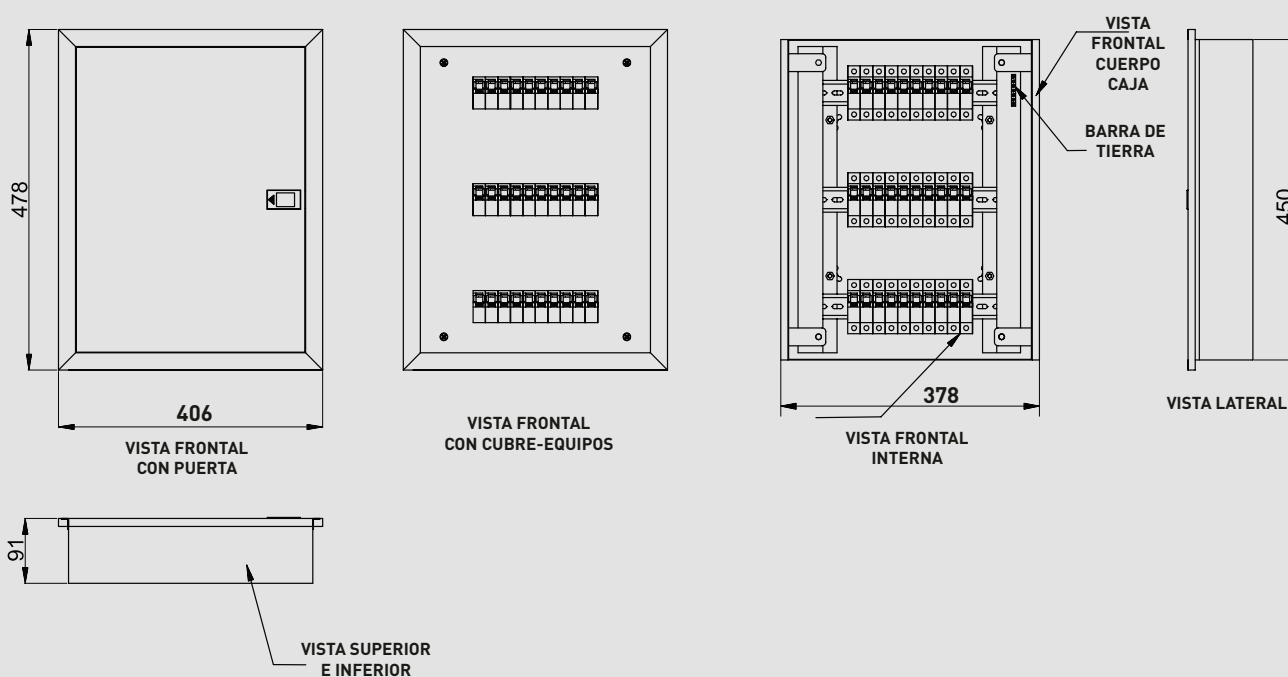 478
406
VISTA FRONTAL
CON PUERTA
VISTA FRONTAL
CON CUBRE-EQUIPOS
378
VISTA FRONTAL
INTERNA
VISTA
FRONTAL
CUERPO
CAJA
BARRA DE
TIERRA
450
VISTA LATERAL
91
VISTA SUPERIOR
E INFERIOR